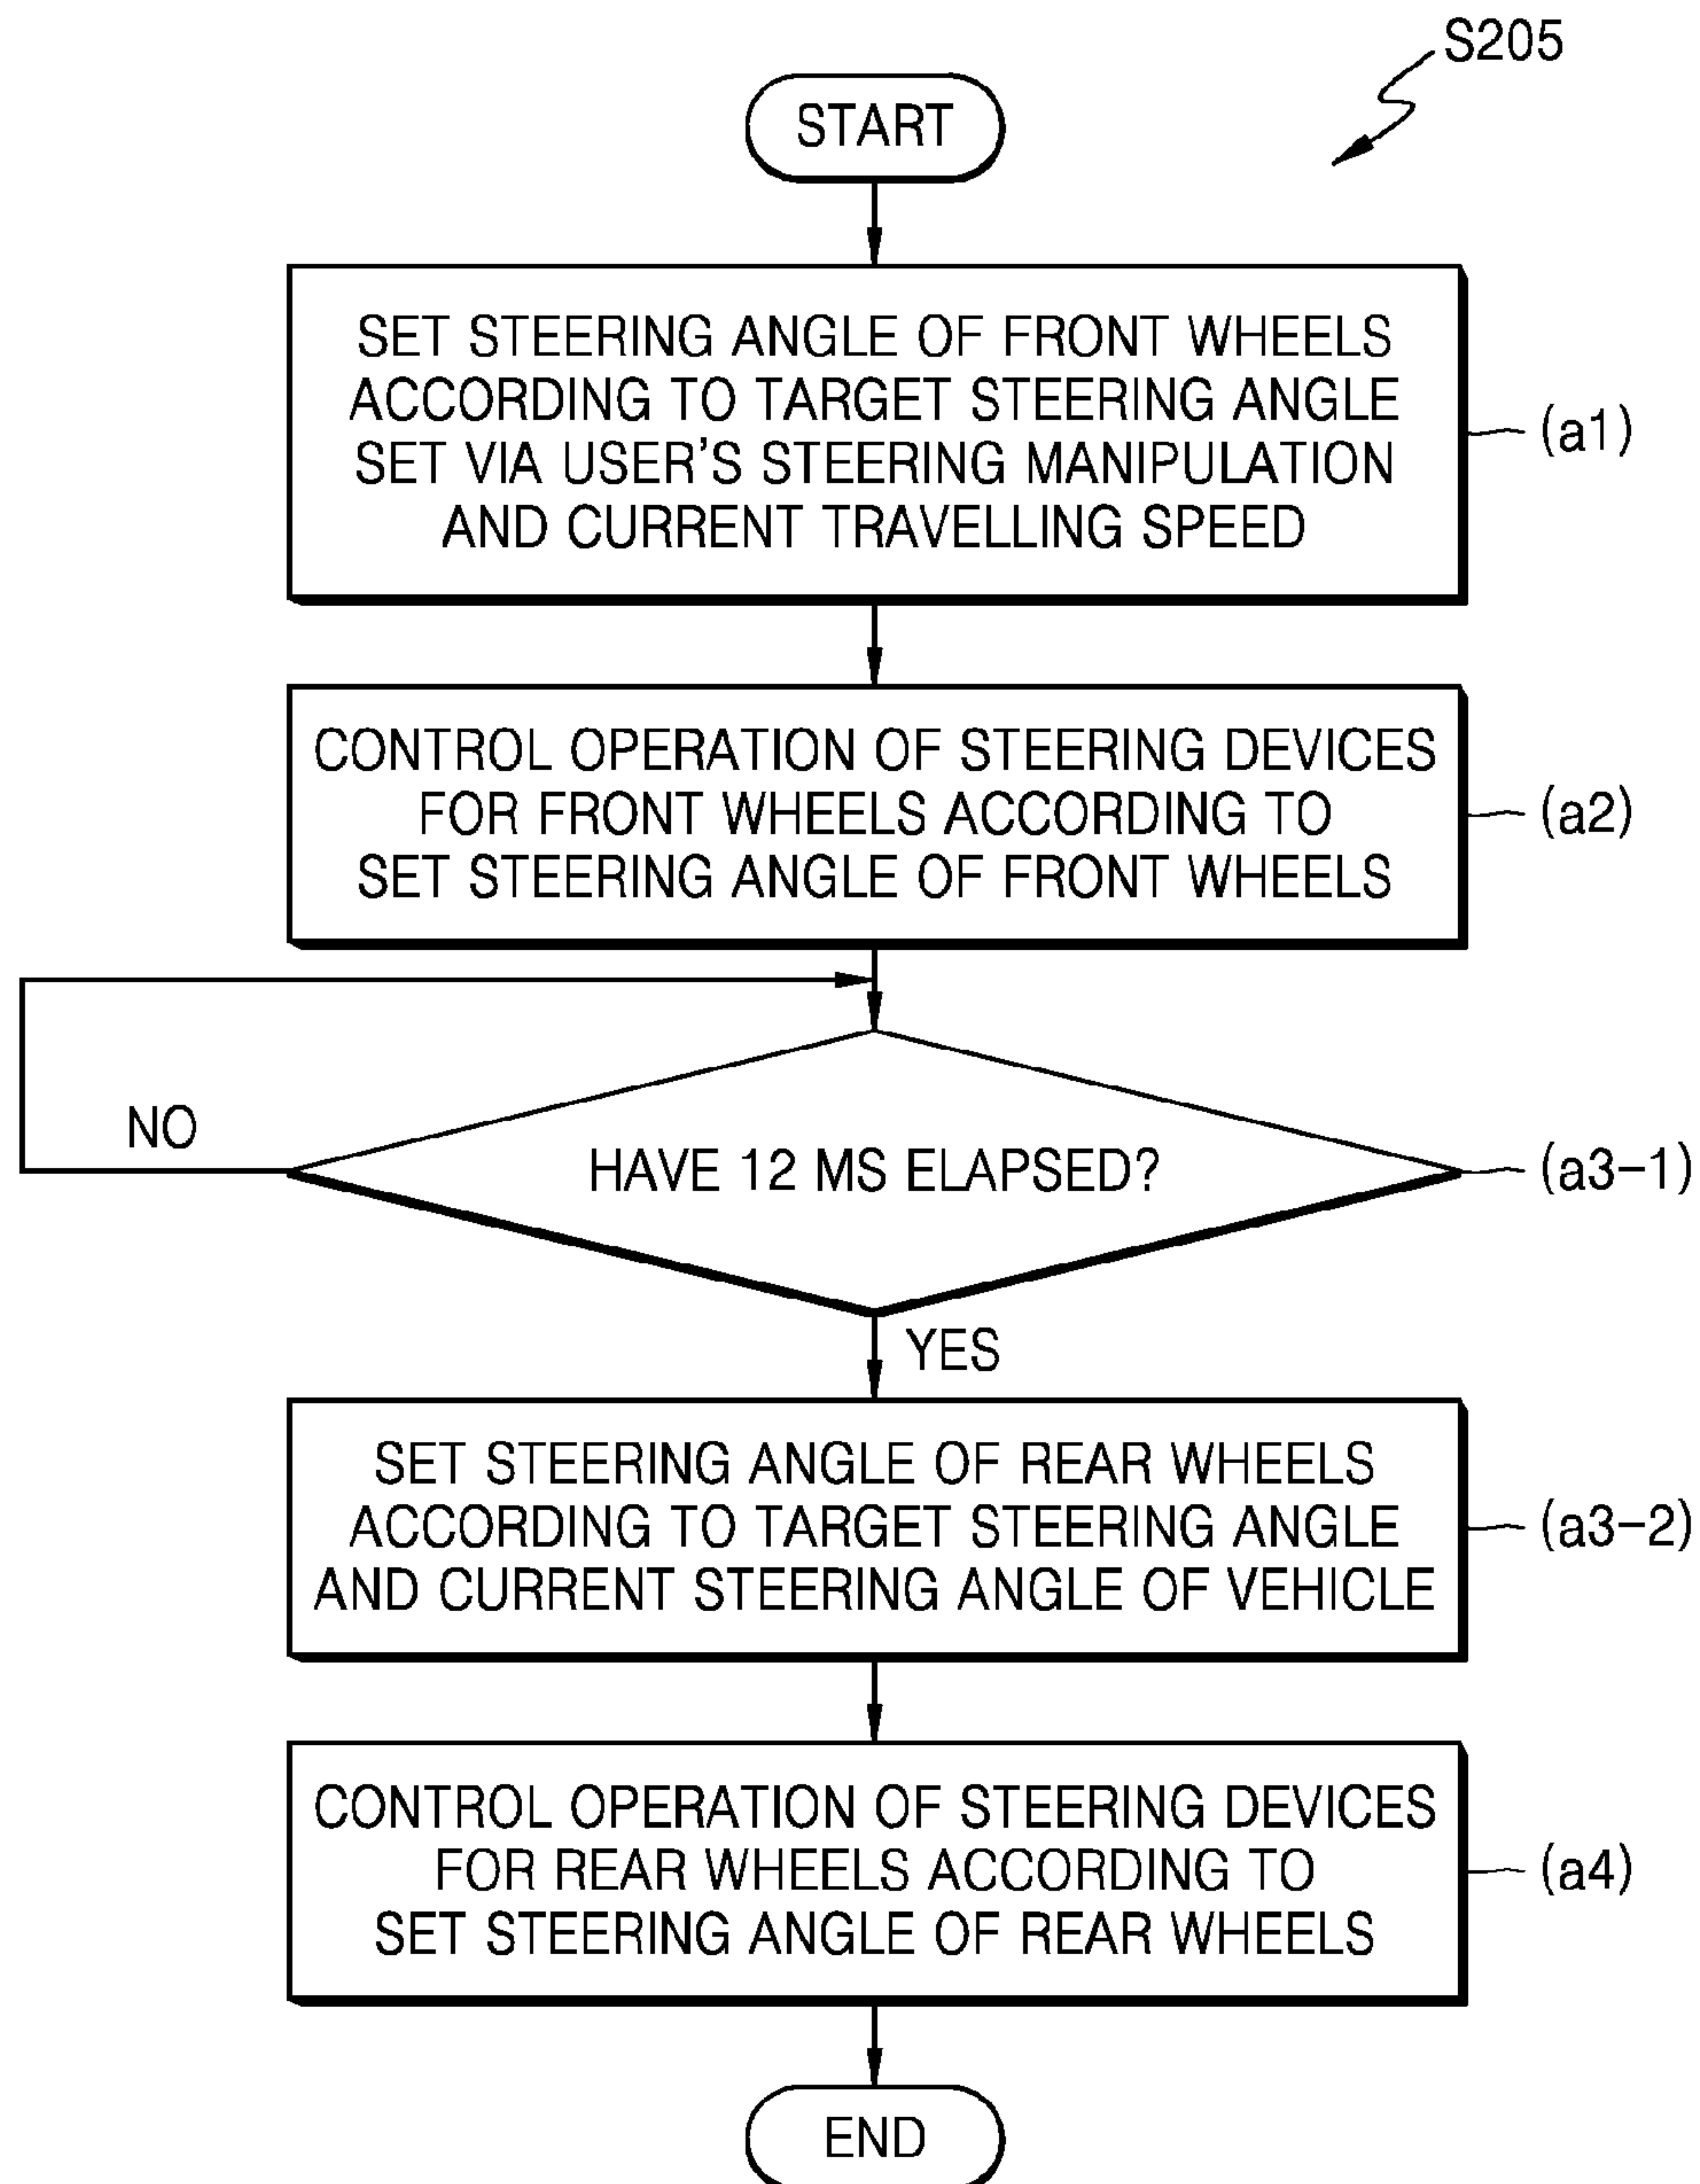 S205
START
SET STEERING ANGLE OF FRONT WHEELS
ACCORDING TO TARGET STEERING ANGLE
SET VIA USER'S STEERING MANIPULATION
AND CURRENT TRAVELLING SPEED
(a1)
CONTROL OPERATION OF STEERING DEVICES
FOR FRONT WHEELS ACCORDING TO
SET STEERING ANGLE OF FRONT WHEELS
(a2)
NO
HAVE 12 MS ELAPSED?
(a3-1)
YES
SET STEERING ANGLE OF REAR WHEELS
ACCORDING TO TARGET STEERING ANGLE
AND CURRENT STEERING ANGLE OF VEHICLE
(a3-2)
CONTROL OPERATION OF STEERING DEVICES
FOR REAR WHEELS ACCORDING TO
SET STEERING ANGLE OF REAR WHEELS
(a4)
END